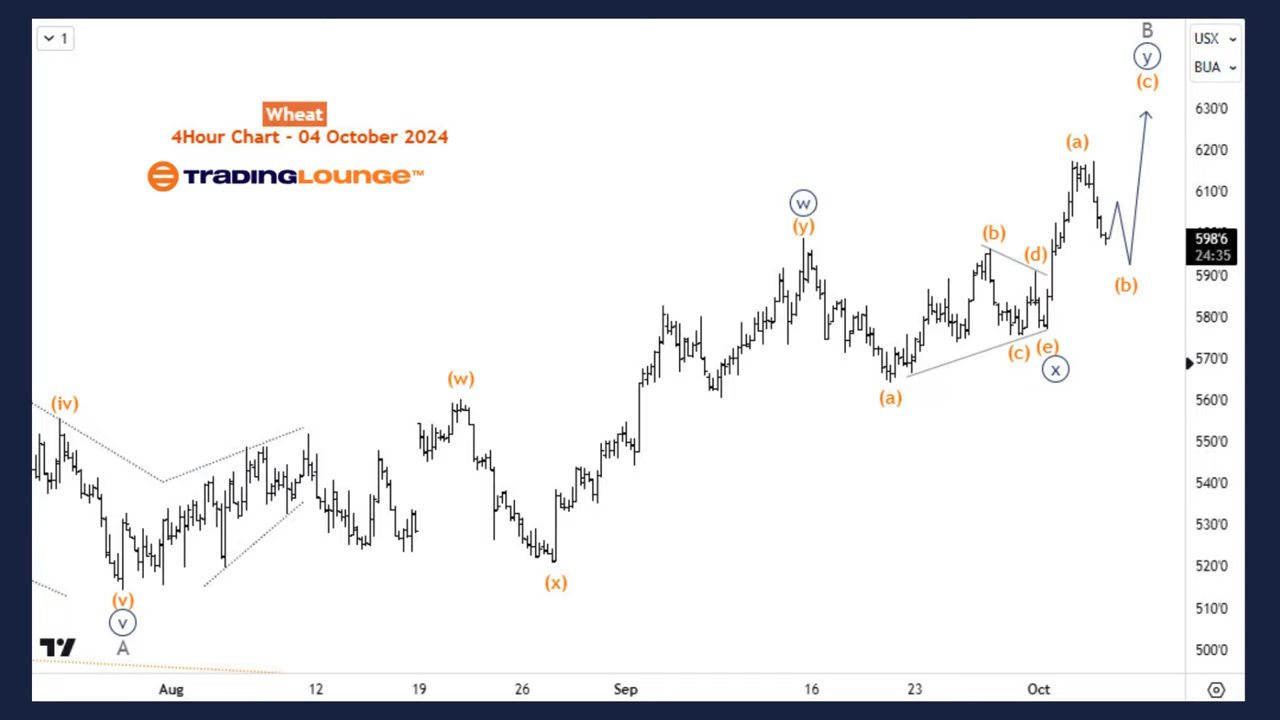 1
B
y
(c)
USX
BUA
Wheat
4Hour Chart - 04 October 2024
TRADINGLOUNGE™
630'0
620'0
610'0
598'6
24:35
590'0
580'0
570'0
560'0
550'0
540'0
530'0
520'0
510'0
500'0
(a)
w
(y)
(b)
(d)
(b)
(c)
(e)
x
(a)
(w)
(iv)
(x)
(v)
v
A
Aug
12
19
26
Sep
16
23
Oct